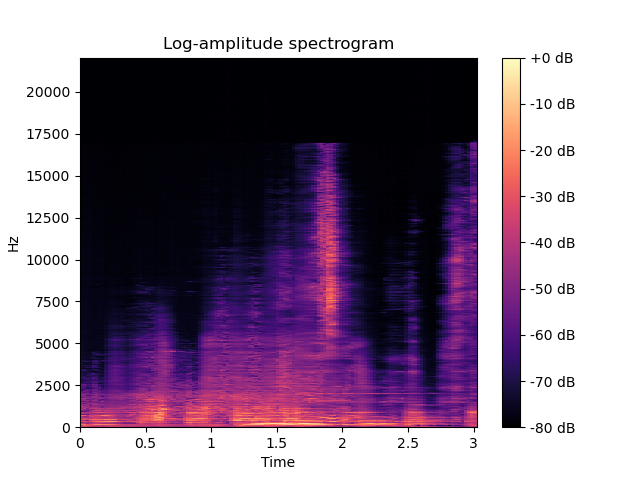 Log-amplitude spectrogram
Hz
20000
17500
15000
12500
10000
7500
5000
2500
0
0 0.5 1 1.5 2 2.5 3
Time
+0 dB
-10 dB
-20 dB
-30 dB
-40 dB
-50 dB
-60 dB
-70 dB
-80 dB